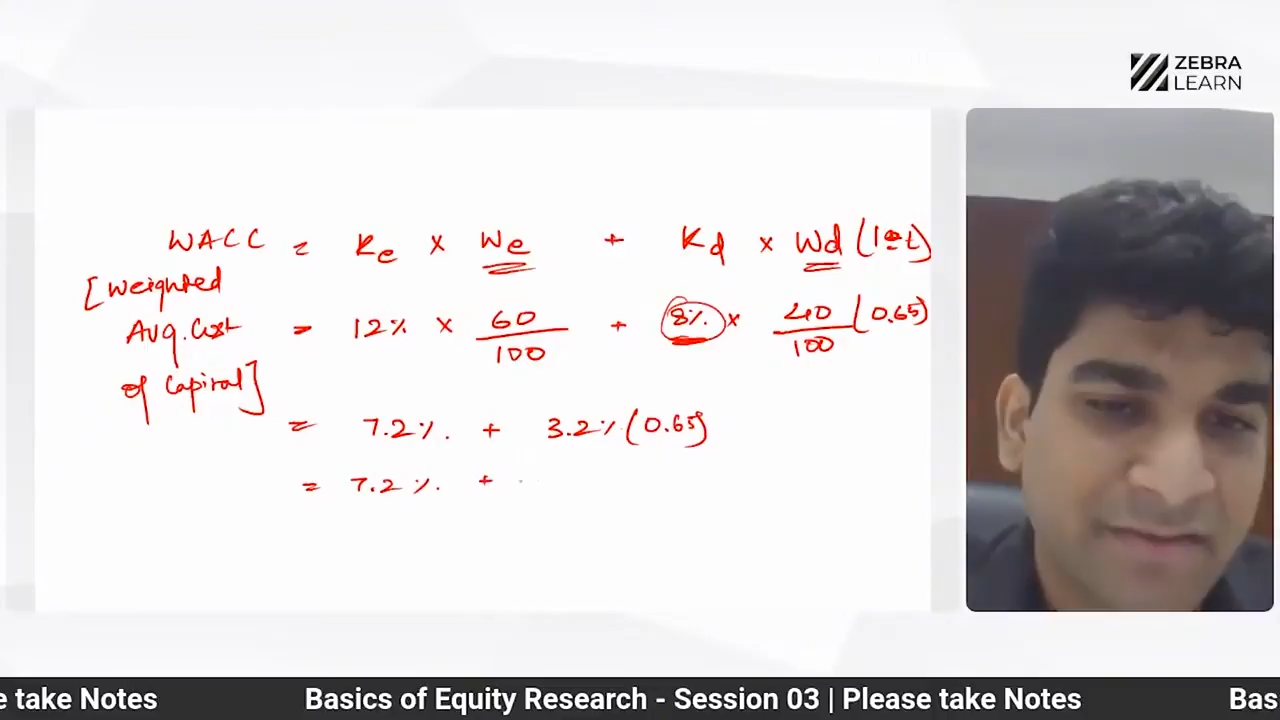 ZEBRA
LEARN
WACC = Ke × We + Kd × Wd (1-t)
[Weighted
Avg. Cost = 12% × 60/100 + 8% × 40/100 (0.65)
of Capital]
= 7.2% + 3.2% (0.65)
= 7.2% +
e take Notes Basics of Equity Research - Session 03 | Please take Notes Bas